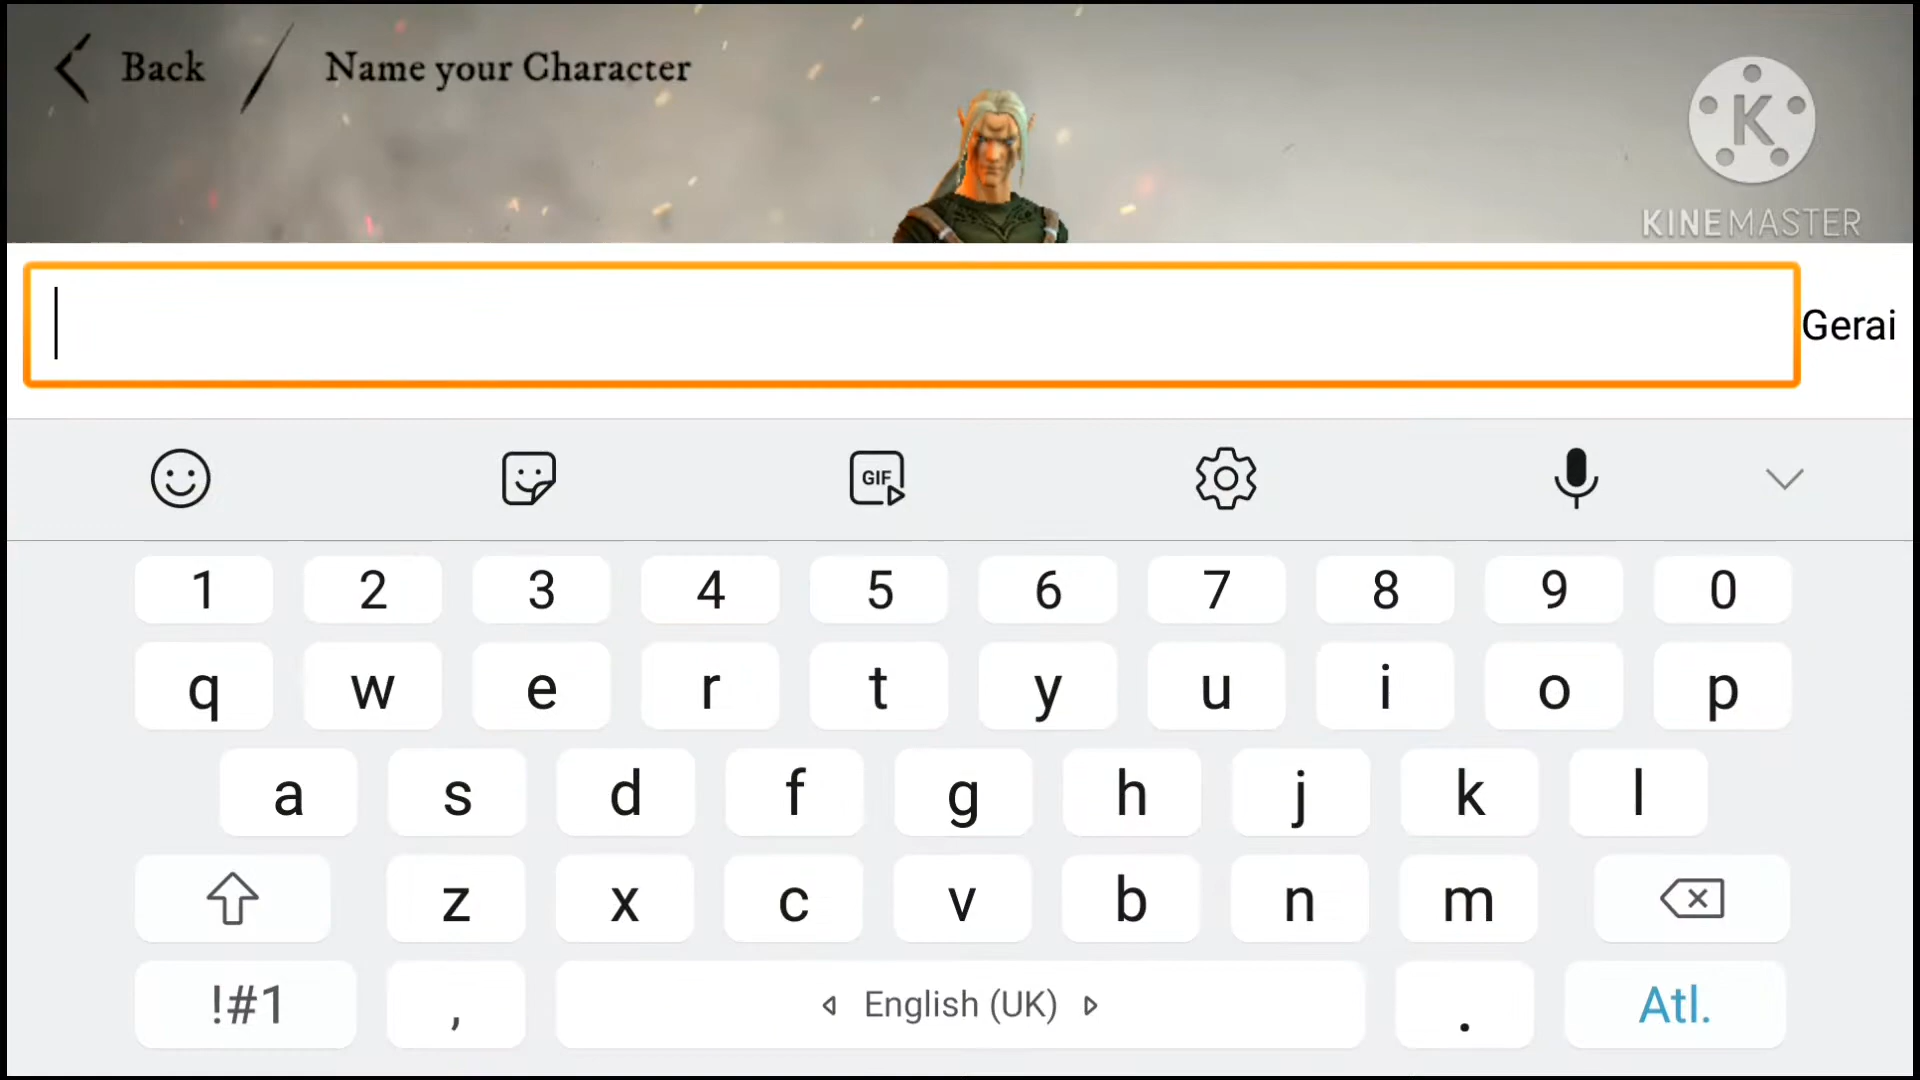 Back / Name your Character
K
KINEMASTER
Gerai
GIF
1 2 3 4 5 6 7 8 9 0
q w e r t y u i o p
a s d f g h j k l
z x c v b n m
!#1 , English (UK) . Atl.